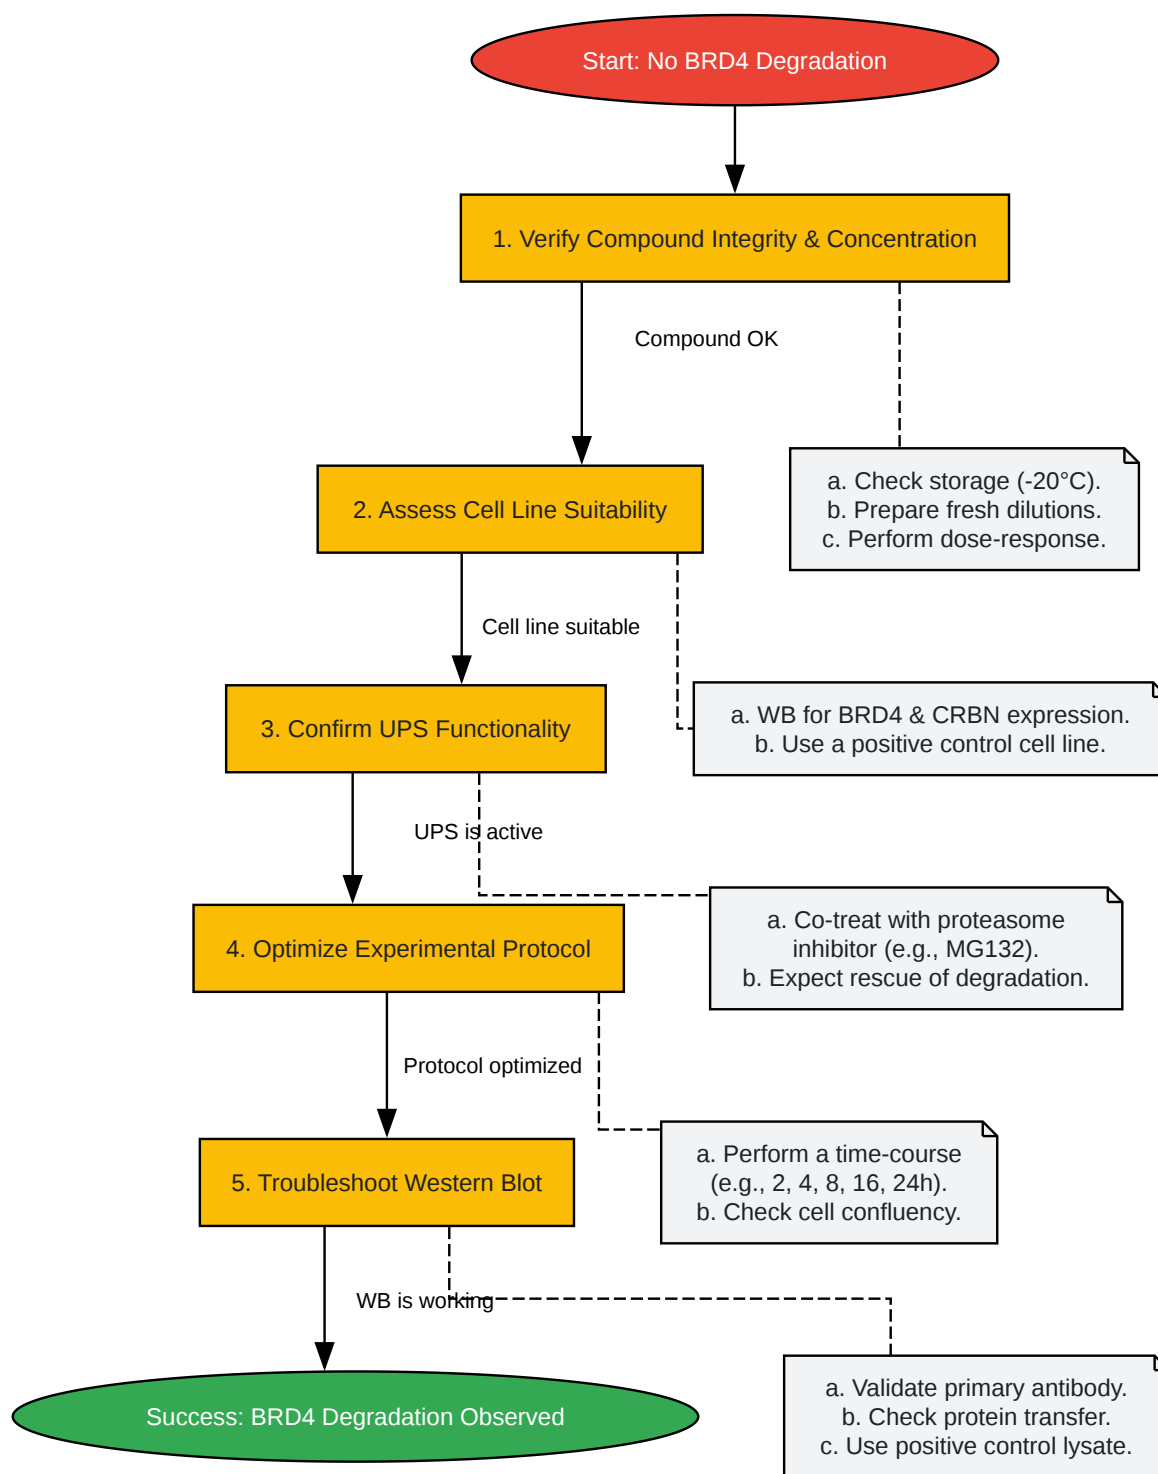 Start: No BRD4 Degradation
1. Verify Compound Integrity & Concentration
Compound OK
a. Check storage (-20°C).
b. Prepare fresh dilutions.
c. Perform dose-response.
2. Assess Cell Line Suitability
Cell line suitable
a. WB for BRD4 & CRBN expression.
b. Use a positive control cell line.
3. Confirm UPS Functionality
UPS is active
a. Co-treat with proteasome
inhibitor (e.g., MG132).
b. Expect rescue of degradation.
4. Optimize Experimental Protocol
Protocol optimized
a. Perform a time-course
(e.g., 2, 4, 8, 16, 24h).
b. Check cell confluency.
5. Troubleshoot Western Blot
WB is working
a. Validate primary antibody.
b. Check protein transfer.
c. Use positive control lysate.
Success: BRD4 Degradation Observed